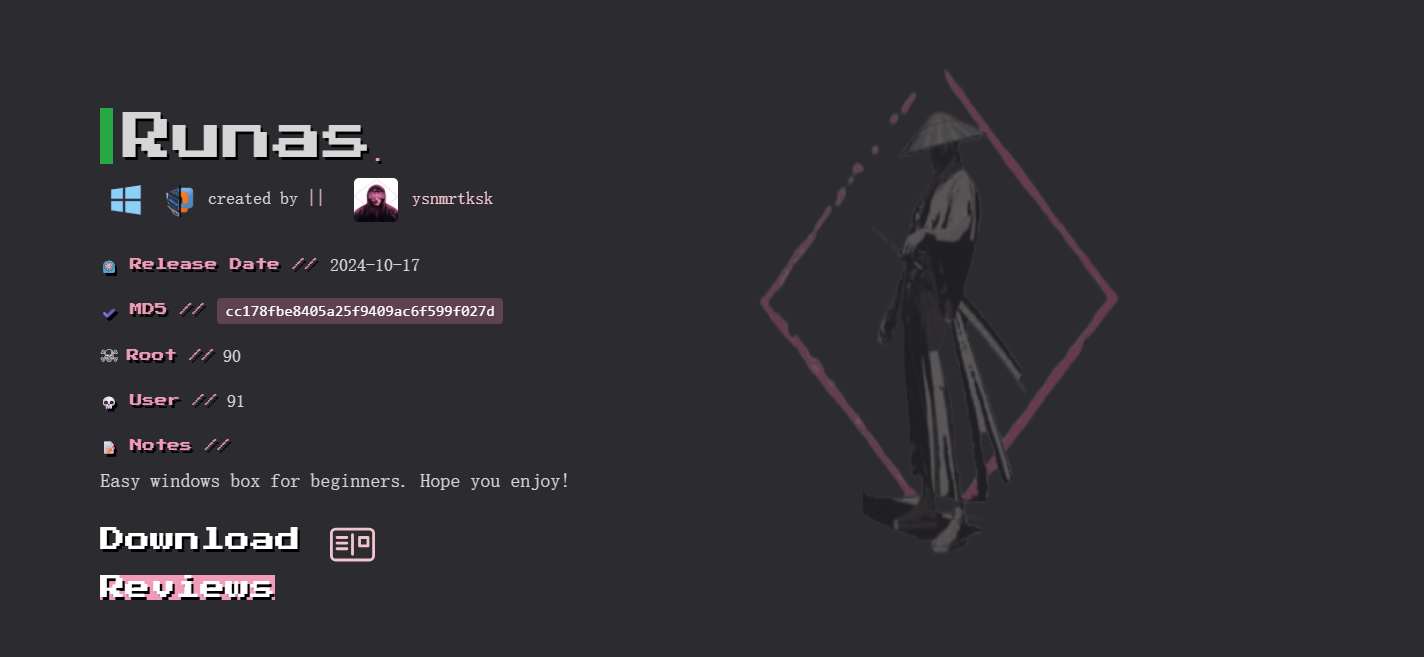 Runas.
created by || ysnmrtksk
Release Date // 2024-10-17
MD5 // cc178fbe8405a25f9409ac6f599f027d
Root // 90
User // 91
Notes //
Easy windows box for beginners. Hope you enjoy!
Download
Reviews